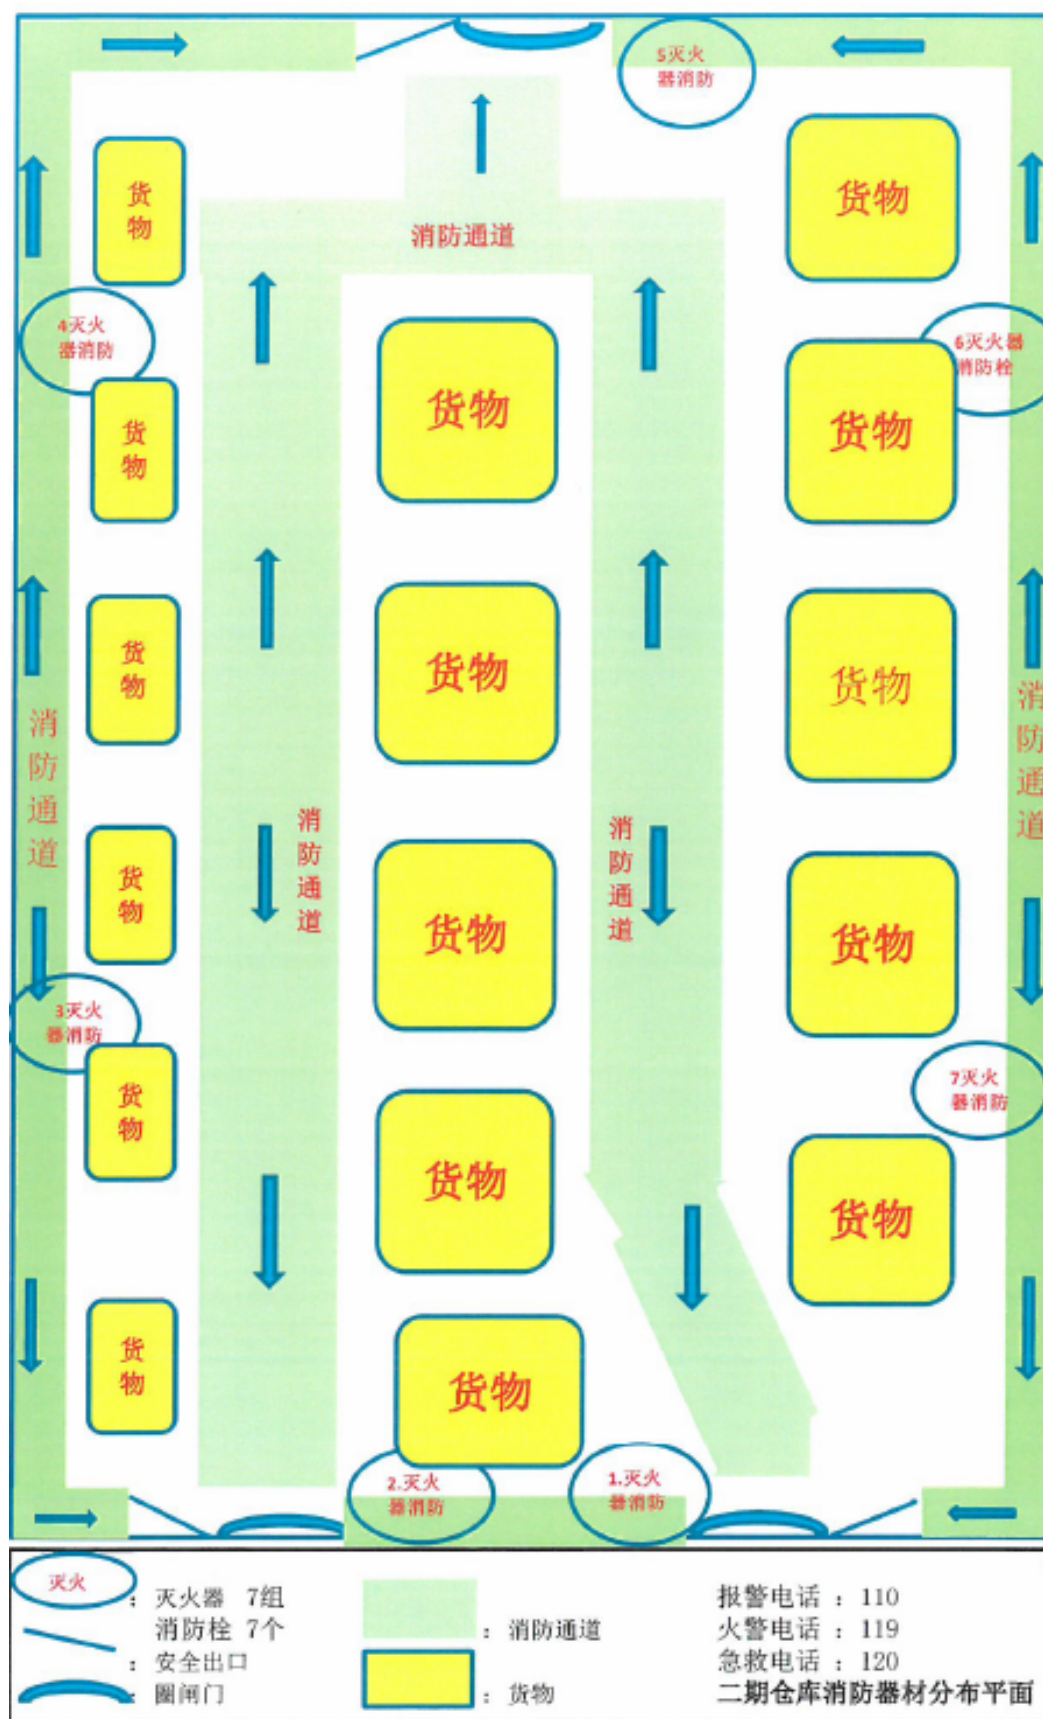 5灭火
器消防
货物
货
物
消防通道
4灭火
器消防
6灭火器
消防栓
货物
货物
货
物
货物
货物
货
物
消防通道
消防通道
消防通道
消防通道
货
物
货物
货物
3灭火
器消防
7灭火
器消防
货
物
货物
货物
货
物
货物
2.灭火
器消防
1.灭火
器消防
灭火
：灭火器 7组
消防栓 7个
：安全出口
：圈闸门
：消防通道
：货物
报警电话：110
火警电话：119
急救电话：120
二期仓库消防器材分布平面